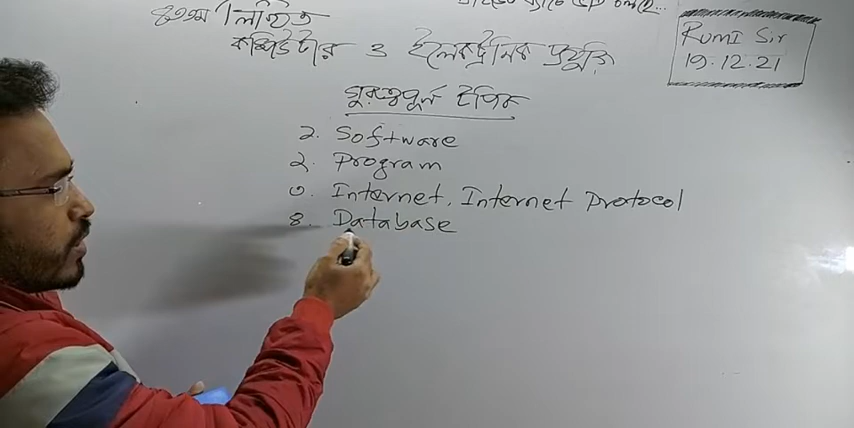 ৪৩তম লিখিত
কম্পিউটার ও ইলেকট্রনিক প্রযুক্তি
Rumi Sir
19.12.21
গুরুত্বপূর্ণ টপিক
১. Software
২. Program
৩. Internet, Internet Protocol
৪. Database